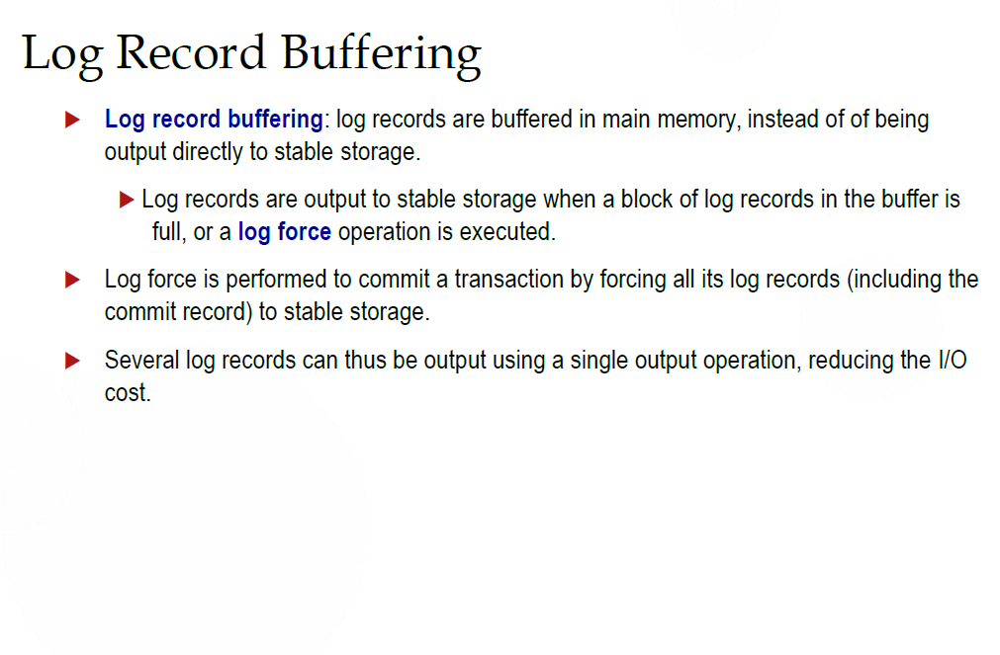 Log Record Buffering
Log record buffering: log records are buffered in main memory, instead of of being
output directly to stable storage.
Log records are output to stable storage when a block of log records in the buffer is
full, or a log force operation is executed.
Log force is performed to commit a transaction by forcing all its log records (including the
commit record) to stable storage.
Several log records can thus be output using a single output operation, reducing the I/O
cost.